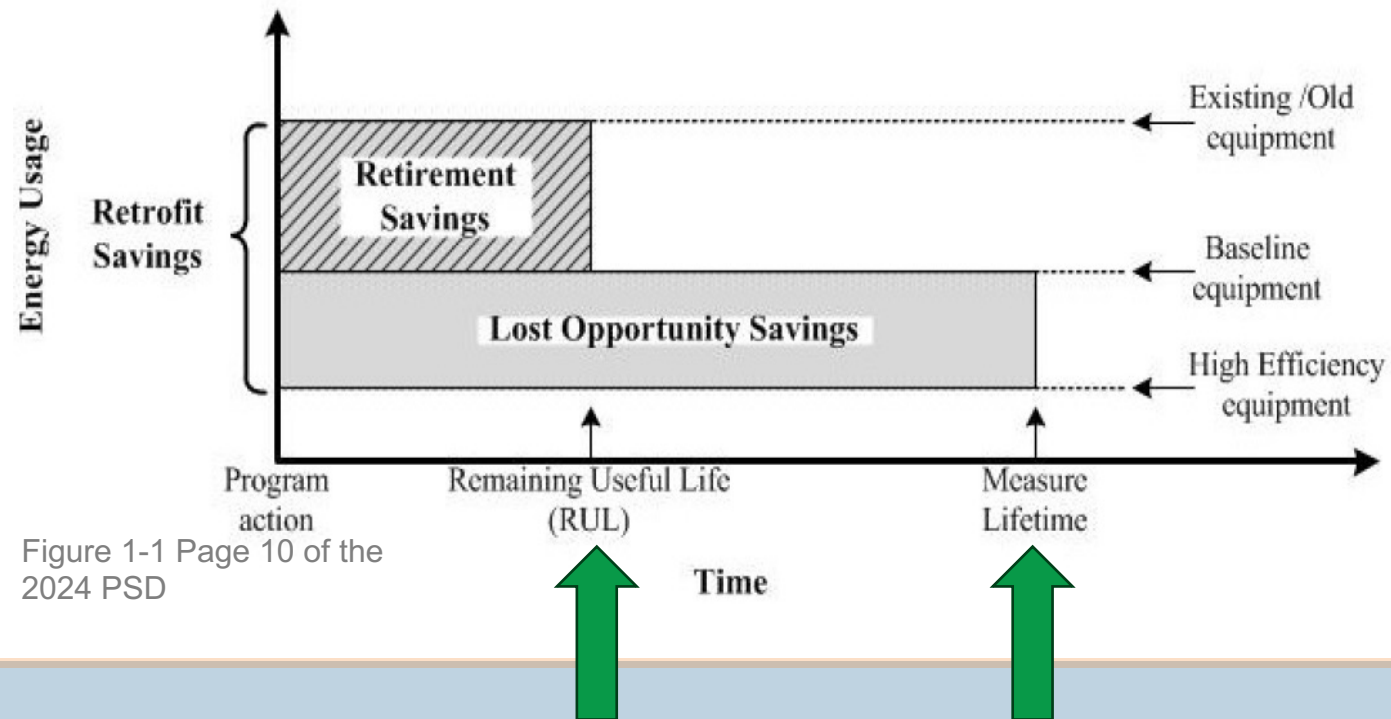 Energy Usage
Retrofit
Savings
Retirement
Savings
Lost Opportunity Savings
Existing /Old
equipment
Baseline
equipment
High Efficiency
equipment
Program
action
Remaining Useful Life
(RUL)
Measure
Lifetime
Time
Figure 1-1 Page 10 of the
2024 PSD